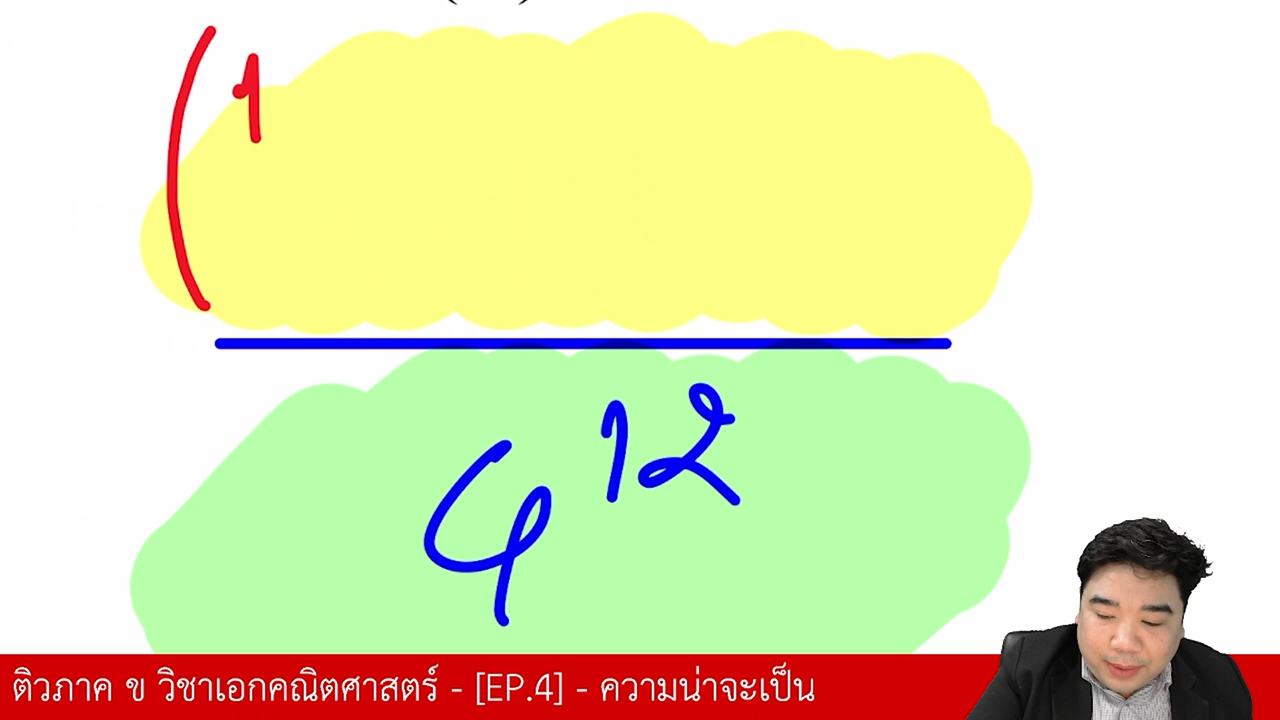 (1
4¹²
ติวภาค ข วิชาเอกคณิตศาสตร์ - [EP.4] - ความน่าจะเป็น